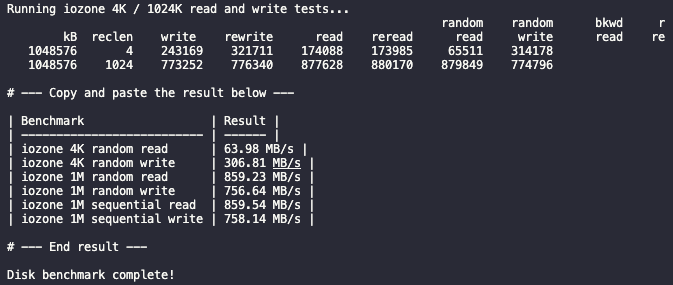 Running iozone 4K / 1024K read and write tests...
                                                              random    random     bkwd     r
        kB  reclen    write  rewrite    read    reread     read     write     read    re
   1048576       4   243169   321711   174088   173985    65511   314178
   1048576    1024   773252   776340   877628   880170   879849   774796
# --- Copy and paste the result below ---
| Benchmark                  | Result |
| -------------------------- | ------ |
| iozone 4K random read      | 63.98 MB/s |
| iozone 4K random write     | 306.81 MB/s |
| iozone 1M random read      | 859.23 MB/s |
| iozone 1M random write     | 756.64 MB/s |
| iozone 1M sequential read  | 859.54 MB/s |
| iozone 1M sequential write | 758.14 MB/s |
# --- End result ---
Disk benchmark complete!